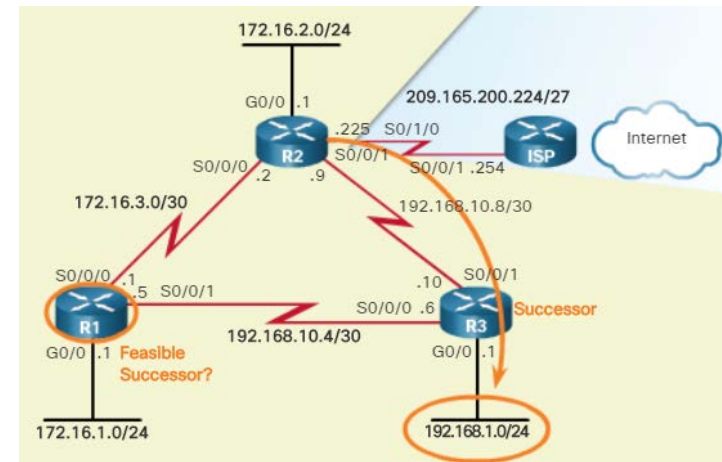 172.16.2.0/24
G0/0 .1
209.165.200.224/27
.225 S0/1/0
Internet
R2
ISP
S0/0/0
S0/0/1
S0/0/1 .254
.2
.9
172.16.3.0/30
192.168.10.8/30
S0/0/0 .1
.10 S0/0/1
.5 S0/0/1
S0/0/0 .6
Successor
R1
R3
192.168.10.4/30
G0/0 .1
Feasible
Successor?
G0/0 .1
172.16.1.0/24
192.168.1.0/24